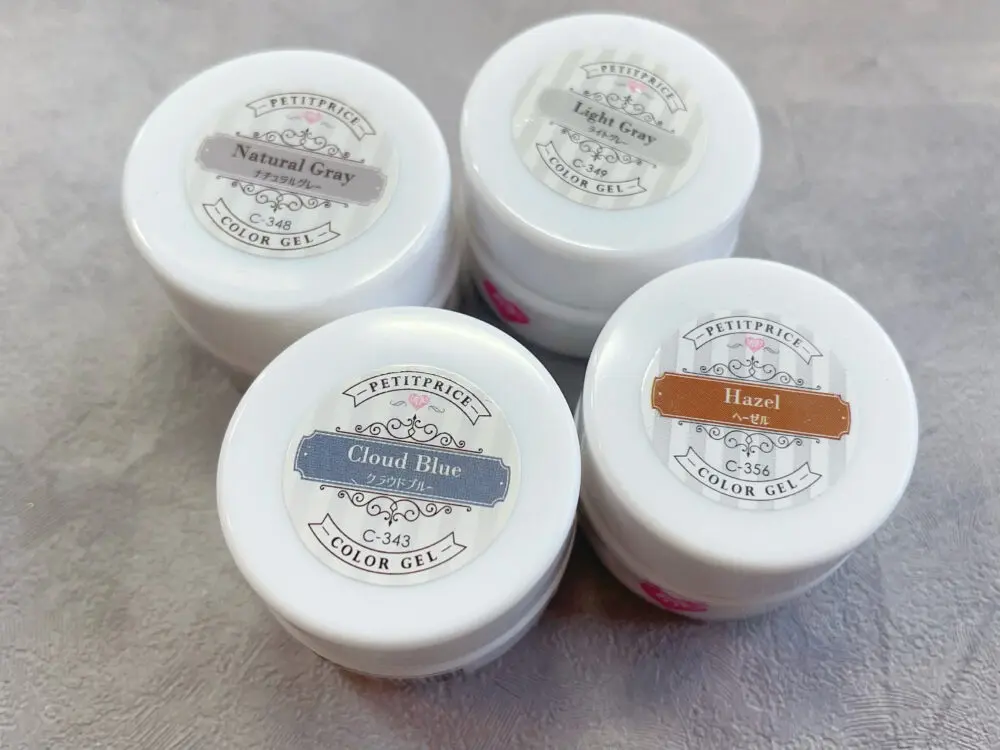 PETITPRICE
Natural Gray
ナチュラルグレー
C-348
COLOR GEL
PETITPRICE
Light Gray
ライトグレー
C-349
COLOR GEL
PETITPRICE
Cloud Blue
クラウドブルー
C-343
COLOR GEL
PETITPRICE
Hazel
ヘーゼル
C-356
COLOR GEL